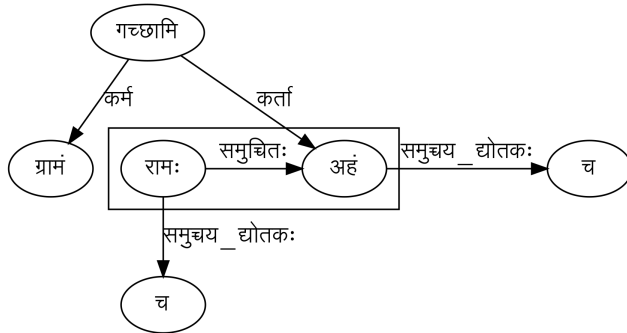 गच्छामि
कर्म कर्ता
ग्रामं रामः समुच्चितः अहं समुच्चय_द्योतकः च
समुच्चय_द्योतकः
च